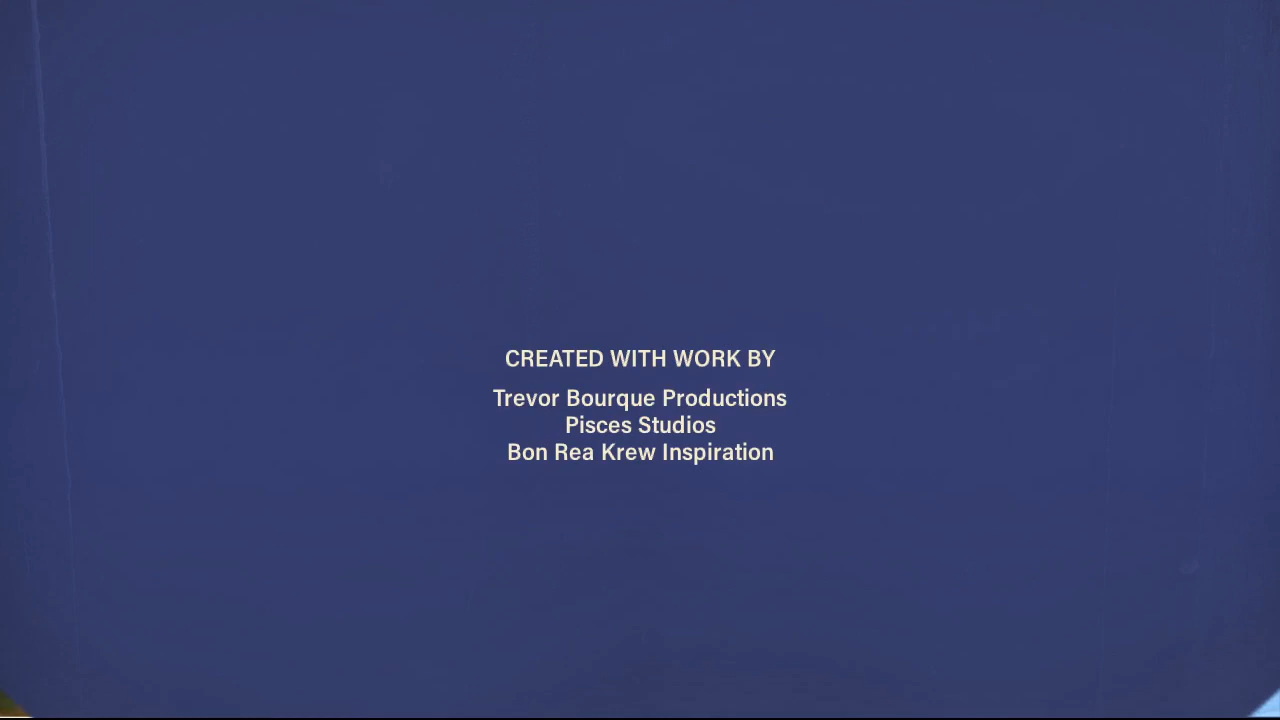 CREATED WITH WORK BY
Trevor Bourque Productions
Pisces Studios
Bon Rea Krew Inspiration